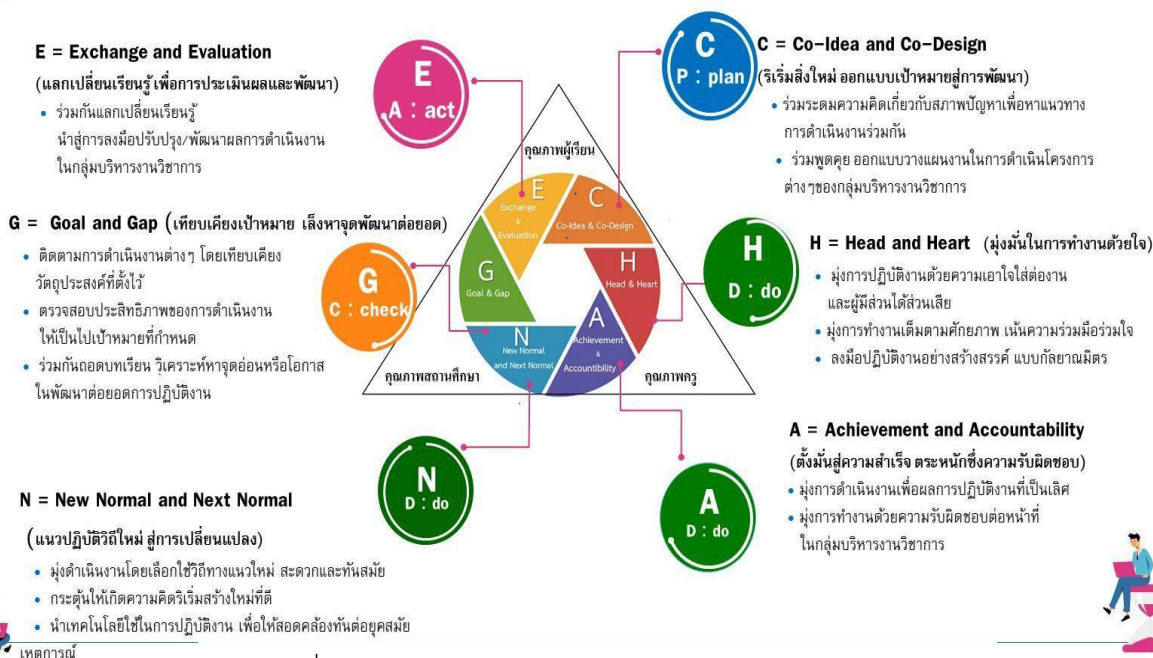 E = Exchange and Evaluation
(แลกเปลี่ยนเรียนรู้ เพื่อการประเมินผลและพัฒนา)
• ร่วมกันแลกเปลี่ยนเรียนรู้
นำสู่การลงมือปรับปรุง/พัฒนาผลการดำเนินงาน
ในกลุ่มบริหารงานวิชาการ
E
A : act
C
P : plan
C = Co-Idea and Co-Design
(ริเริ่มสิ่งใหม่ ออกแบบเป้าหมายสู่การพัฒนา)
• ร่วมระดมความคิดเกี่ยวกับสภาพปัญหาเพื่อหาแนวทาง
การดำเนินงานร่วมกัน
• ร่วมพูดคุย ออกแบบวางแผนงานในการดำเนินโครงการ
ต่างๆของกลุ่มบริหารงานวิชาการ
G = Goal and Gap (เทียบเคียงเป้าหมาย เล็งหาจุดพัฒนาต่อยอด)
• ติดตามการดำเนินงานต่างๆ โดยเทียบเคียง
วัตถุประสงค์ที่ตั้งไว้
• ตรวจสอบประสิทธิภาพของการดำเนินงาน
ให้เป็นไปเป้าหมายที่กำหนด
• ร่วมกันถอดบทเรียน วิเคราะห์หาจุดอ่อนหรือโอกาส
ในพัฒนาต่อยอดการปฏิบัติงาน
G
C : check
คุณภาพผู้เรียน
E
Exchange
&
Evaluation
C
Co-Idea & Co-Design
G
Goal & Gap
H
Head & Heart
N
New Normal
and Next Normal
A
Achievement
&
Accountibility
คุณภาพสถานศึกษา
คุณภาพครู
H
D : do
H = Head and Heart (มุ่งมั่นในการทำงานด้วยใจ)
• มุ่งการปฏิบัติงานด้วยความเอาใจใส่ต่องาน
และผู้มีส่วนได้ส่วนเสีย
• มุ่งการทำงานเต็มตามศักยภาพ เน้นความร่วมมือร่วมใจ
• ลงมือปฏิบัติงานอย่างสร้างสรรค์ แบบกัลยาณมิตร
N
D : do
A
D : do
A = Achievement and Accountability
(ตั้งมั่นสู่ความสำเร็จ ตระหนักซึ่งความรับผิดชอบ)
• มุ่งการดำเนินงานเพื่อผลการปฏิบัติงานที่เป็นเลิศ
• มุ่งการทำงานด้วยความรับผิดชอบต่อหน้าที่
ในกลุ่มบริหารงานวิชาการ
N = New Normal and Next Normal
(แนวปฏิบัติวิถีใหม่ สู่การเปลี่ยนแปลง)
• มุ่งดำเนินงานโดยเลือกใช้วิถีทางแนวใหม่ สะดวกและทันสมัย
• กระตุ้นให้เกิดความคิดริเริ่มสร้างใหม่ที่ดี
• นำเทคโนโลยีใช้ในการปฏิบัติงาน เพื่อให้สอดคล้องทันต่อยุคสมัย
เหตุการณ์